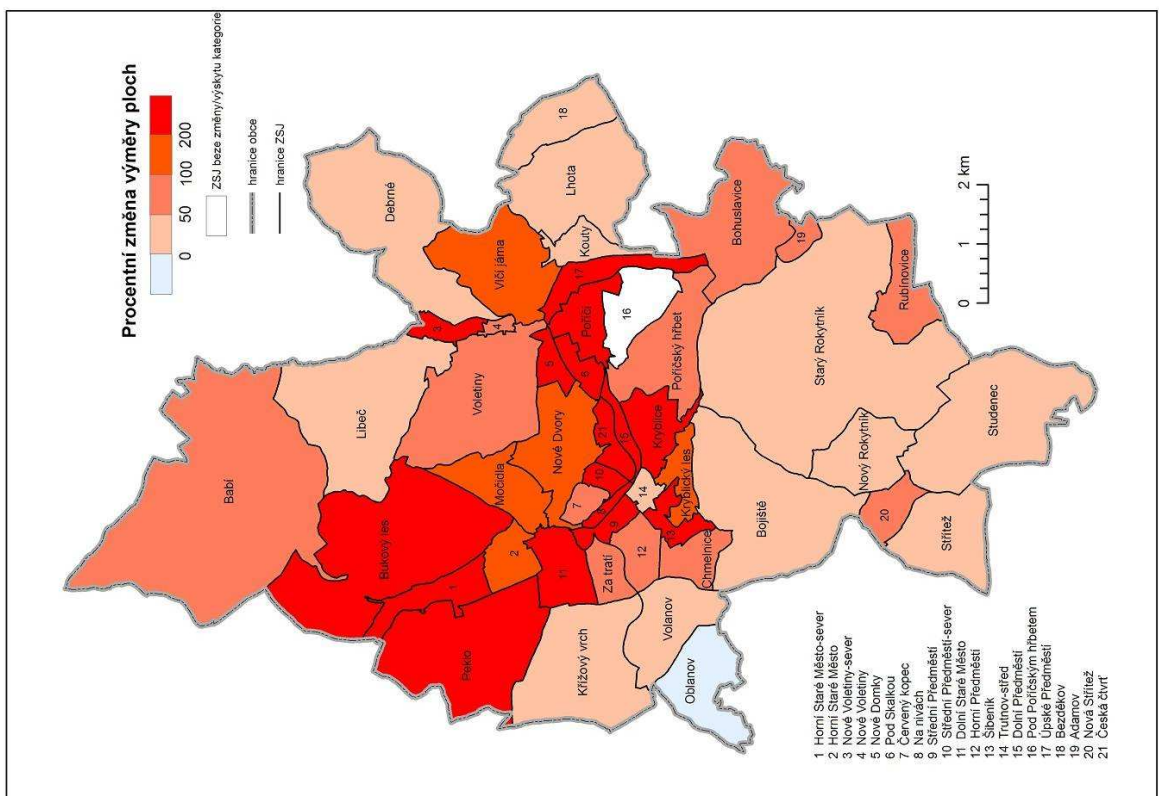 Procentní změna výměry ploch
0 50 100 200
ZSJ beze změny/výskytu kategorie
hranice obce
hranice ZSJ
Babí
Libeč
Debrné
18
Lhota
Kouty
Vlčí jáma
3
4
Voletiny
Bukový les
1
Peklo
2
Močidla
Nové Dvory
5
6
Poříčí
17
16
Bohuslavice
19
Rubínovice
Poříčský hřbet
Starý Rokytník
Kryblice
Kryblický les
21
15
10
7
8
9
14
13
11
Za tratí
12
Chmelnice
Křížový vrch
Volanov
Oblanov
Bojiště
Nový Rokytník
Studenec
20
Střítež
0 1 2 km
1 Horní Staré Město-sever
2 Horní Staré Město
3 Nové Voletiny-sever
4 Nové Voletiny
5 Nové Domky
6 Pod Skalkou
7 Červený kopec
8 Na nivách
9 Střední Předměstí
10 Střední Předměstí-sever
11 Dolní Staré Město
12 Horní Předměstí
13 Šibeník
14 Trutnov-střed
15 Dolní Předměstí
16 Pod Poříčským hřbetem
17 Úpské Předměstí
18 Bezděkov
19 Adamov
20 Nová Střítež
21 Česká čtvrť